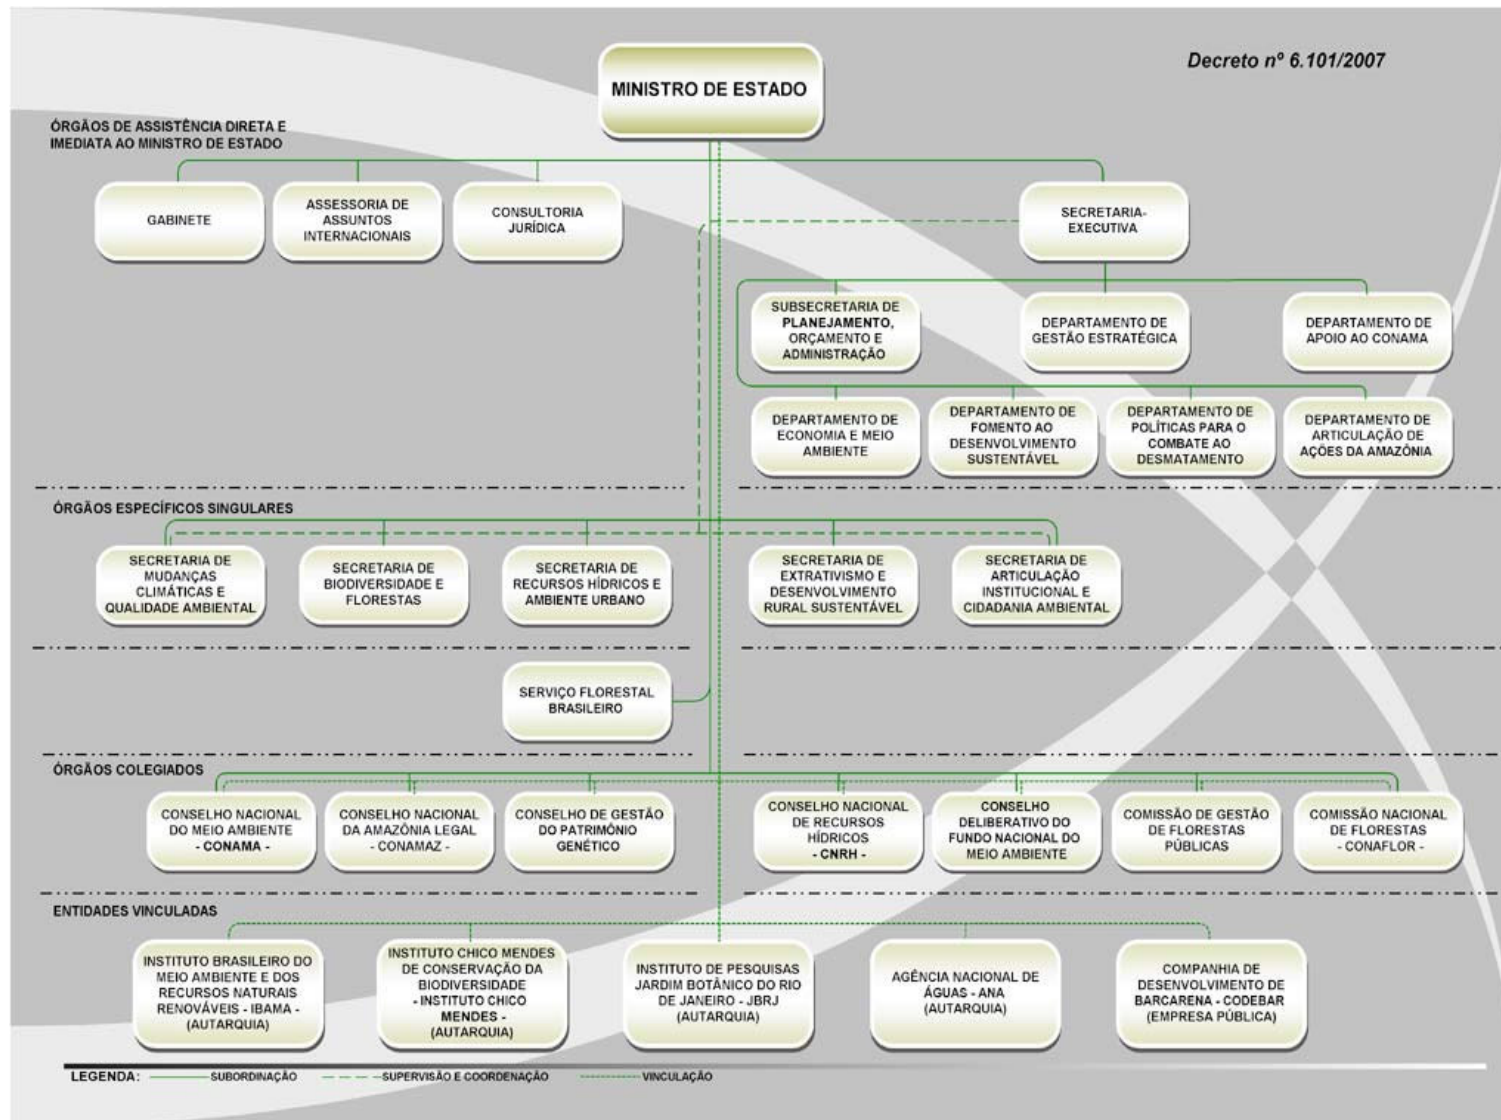 Decreto nº 6.101/2007
MINISTRO DE ESTADO
ÓRGÃOS DE ASSISTÊNCIA DIRETA E
IMEDIATA AO MINISTRO DE ESTADO
GABINETE
ASSESSORIA DE
ASSUNTOS
INTERNACIONAIS
CONSULTORIA
JURÍDICA
SECRETARIA-
EXECUTIVA
SUBSECRETARIA DE
PLANEJAMENTO,
ORÇAMENTO E
ADMINISTRAÇÃO
DEPARTAMENTO DE
GESTÃO ESTRATÉGICA
DEPARTAMENTO DE
APOIO AO CONAMA
DEPARTAMENTO DE
ECONOMIA E MEIO
AMBIENTE
DEPARTAMENTO DE
FOMENTO AO
DESENVOLVIMENTO
SUSTENTÁVEL
DEPARTAMENTO DE
POLÍTICAS PARA O
COMBATE AO
DESMATAMENTO
DEPARTAMENTO DE
ARTICULAÇÃO DE
AÇÕES DA AMAZÔNIA
ÓRGÃOS ESPECÍFICOS SINGULARES
SECRETARIA DE
MUDANÇAS
CLIMÁTICAS E
QUALIDADE AMBIENTAL
SECRETARIA DE
BIODIVERSIDADE E
FLORESTAS
SECRETARIA DE
RECURSOS HÍDRICOS E
AMBIENTE URBANO
SECRETARIA DE
EXTRATIVISMO E
DESENVOLVIMENTO
RURAL SUSTENTÁVEL
SECRETARIA DE
ARTICULAÇÃO
INSTITUCIONAL E
CIDADANIA AMBIENTAL
SERVIÇO FLORESTAL
BRASILEIRO
ÓRGÃOS COLEGIADOS
CONSELHO NACIONAL
DO MEIO AMBIENTE
- CONAMA -
CONSELHO NACIONAL
DA AMAZÔNIA LEGAL
- CONAMAZ -
CONSELHO DE GESTÃO
DO PATRIMÔNIO
GENÉTICO
CONSELHO NACIONAL
DE RECURSOS
HÍDRICOS
- CNRH -
CONSELHO
DELIBERATIVO DO
FUNDO NACIONAL DO
MEIO AMBIENTE
COMISSÃO DE GESTÃO
DE FLORESTAS
PÚBLICAS
COMISSÃO NACIONAL
DE FLORESTAS
- CONAFLOR -
ENTIDADES VINCULADAS
INSTITUTO BRASILEIRO DO
MEIO AMBIENTE E DOS
RECURSOS NATURAIS
RENOVÁVEIS - IBAMA -
(AUTARQUIA)
INSTITUTO CHICO MENDES
DE CONSERVAÇÃO DA
BIODIVERSIDADE
- INSTITUTO CHICO
MENDES -
(AUTARQUIA)
INSTITUTO DE PESQUISAS
JARDIM BOTÂNICO DO RIO
DE JANEIRO - JBRJ
(AUTARQUIA)
AGÊNCIA NACIONAL DE
ÁGUAS - ANA
(AUTARQUIA)
COMPANHIA DE
DESENVOLVIMENTO DE
BARCARENA - CODEBAR
(EMPRESA PÚBLICA)
LEGENDA: SUBORDINAÇÃO SUPERVISÃO E COORDENAÇÃO VINCULAÇÃO